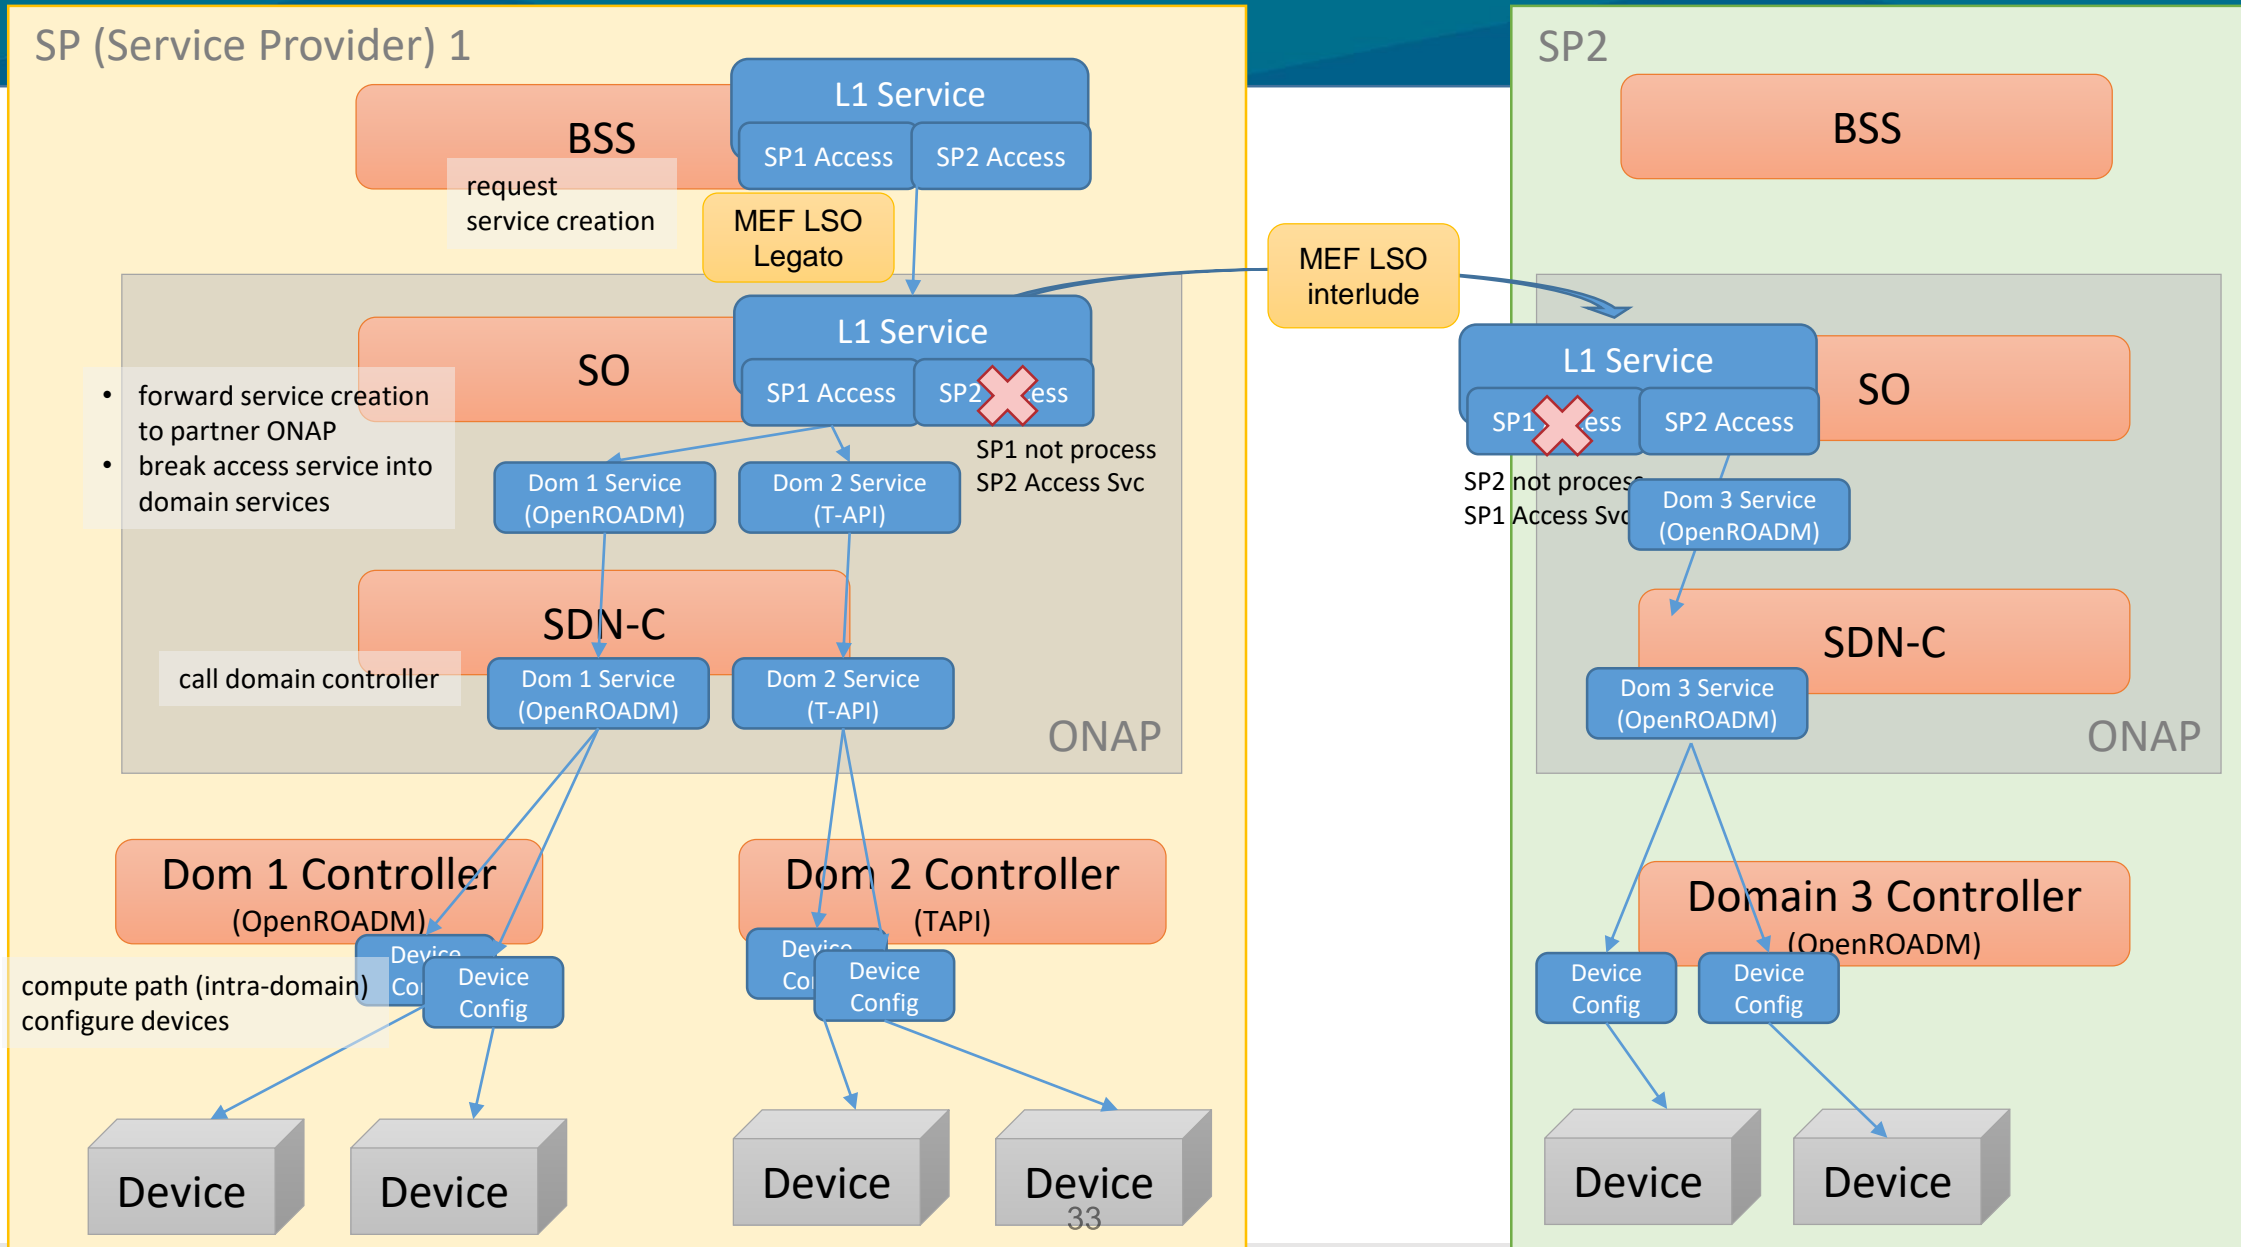 SP (Service Provider) 1
L1 Service
BSS
SP1 Access
SP2 Access
request
service creation
MEF LSO
Legato
L1 Service
SO
SP1 Access
SP2
ess
forward service creation
to partner ONAP
break access service into
domain services
SP1 not process
SP2 Access Svc
Dom 1 Service
(OpenROADM)
Dom 2 Service
(T-API)
SDN-C
call domain controller
Dom 1 Service
(OpenROADM)
Dom 2 Service
(T-API)
ONAP
Dom 1 Controller
(OpenROADM)
Dom 2 Controller
(TAPI)
Device
Device
Config
compute path (intra-domain)
configure devices
Device
Device
Config
Device
Device
Device
Device
33
MEF LSO
interlude
SP2
BSS
L1 Service
SO
SP1
ess
SP2 Access
SP2 not process
SP1 Access Svc
Dom 3 Service
(OpenROADM)
SDN-C
Dom 3 Service
(OpenROADM)
ONAP
Domain 3 Controller
(OpenROADM)
Device
Config
Device
Config
Device
Device